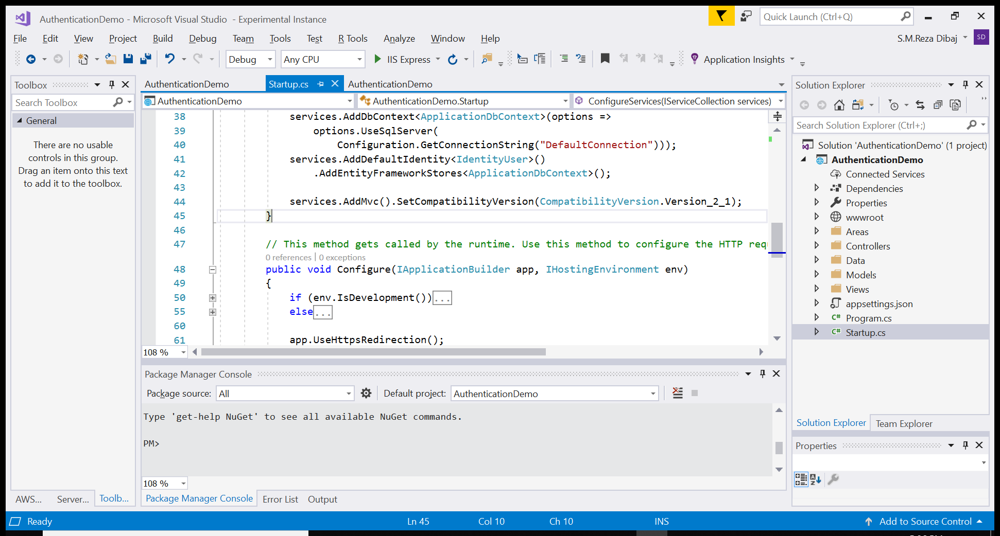 AuthenticationDemo - Microsoft Visual Studio - Experimental Instance
Quick Launch (Ctrl+Q)
File Edit View Project Build Debug Team Tools Test R Tools Analyze Window Help
S.M.Reza Dibaj SD
Debug Any CPU IIS Express Application Insights
Toolbox
Search Toolbox
General
There are no usable
controls in this group.
Drag an item onto this text
to add it to the toolbox.
AWS... Server... Toolb...
AuthenticationDemo Startup.cs AuthenticationDemo
AuthenticationDemo AuthenticationDemo.Startup ConfigureServices(IServiceCollection services)
38 services.AddDbContext<ApplicationDbContext>(options =>
39 options.UseSqlServer(
40 Configuration.GetConnectionString("DefaultConnection")));
41 services.AddDefaultIdentity<IdentityUser>()
42 .AddEntityFrameworkStores<ApplicationDbContext>();
43
44 services.AddMvc().SetCompatibilityVersion(CompatibilityVersion.Version_2_1);
45 }
46
47 // This method gets called by the runtime. Use this method to configure the HTTP requ
0 references | 0 exceptions
48 public void Configure(IApplicationBuilder app, IHostingEnvironment env)
49 {
50 if (env.IsDevelopment())...
55 else...
60
61 app.UseHttpsRedirection();
108 %
Package Manager Console
Package source: All Default project: AuthenticationDemo
Type 'get-help NuGet' to see all available NuGet commands.
PM>
108 %
Package Manager Console Error List Output
Solution Explorer
Search Solution Explorer (Ctrl+;)
Solution 'AuthenticationDemo' (1 project)
AuthenticationDemo
Connected Services
Dependencies
Properties
wwwroot
Areas
Controllers
Data
Models
Views
appsettings.json
C# Program.cs
C# Startup.cs
Solution Explorer Team Explorer
Properties
Ready Ln 45 Col 10 Ch 10 INS Add to Source Control